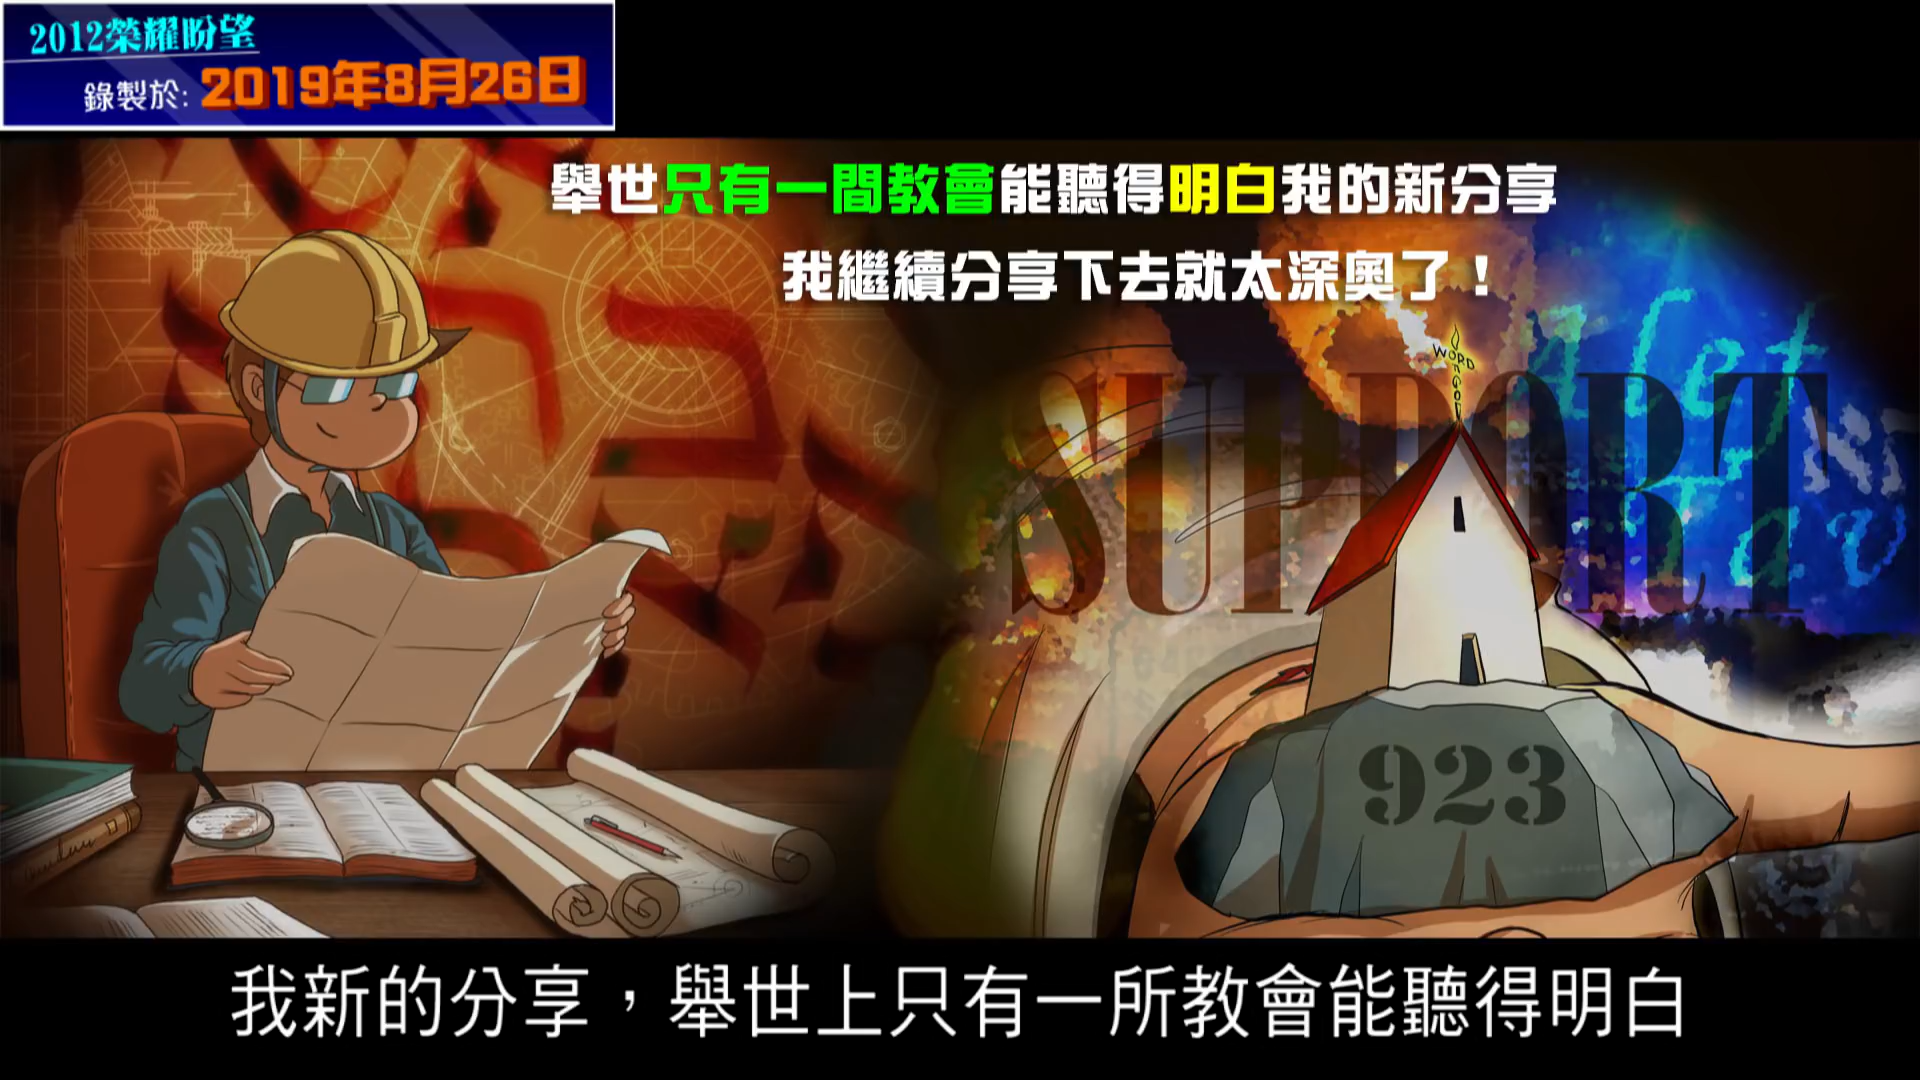 2012榮耀盼望
錄製於: 2019年8月26日
舉世只有一間教會能聽得明白我的新分享
我繼續分享下去就太深奧了！
WORD
OF GOD
SUPPORT
923
我新的分享，舉世上只有一所教會能聽得明白